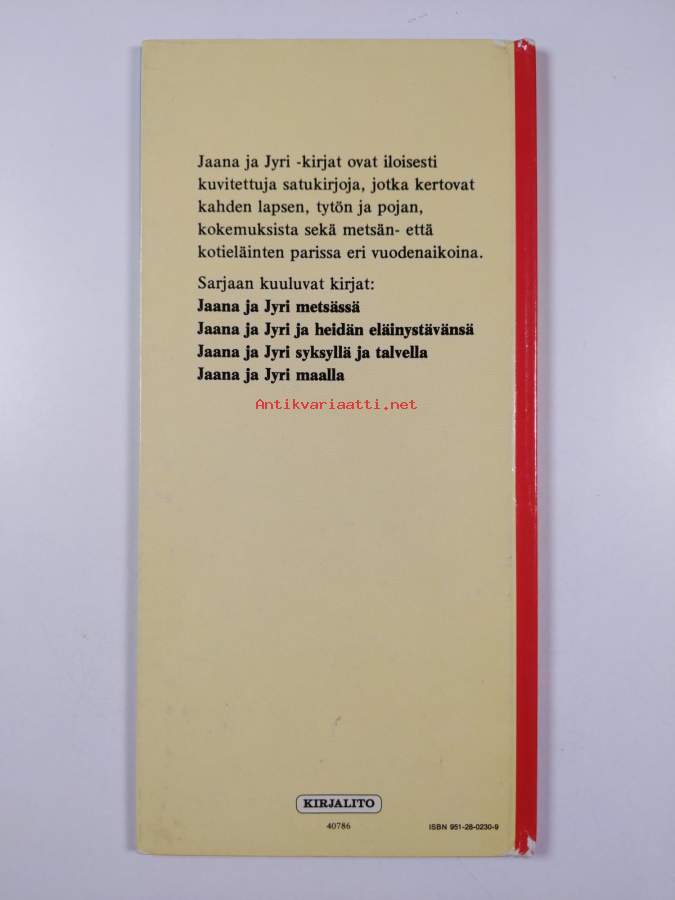 Jaana ja Jyri -kirjat ovat iloisesti
kuvitettuja satukirjoja, jotka kertovat
kahden lapsen, tytön ja pojan,
kokemuksista sekä metsän- että
kotieläinten parissa eri vuodenaikoina.
Sarjaan kuuluvat kirjat:
Jaana ja Jyri metsässä
Jaana ja Jyri ja heidän eläinystävänsä
Jaana ja Jyri syksyllä ja talvella
Jaana ja Jyri maalla
Antikvariaatti.net
KIRJALITO
40786
ISBN 951-28-0230-9